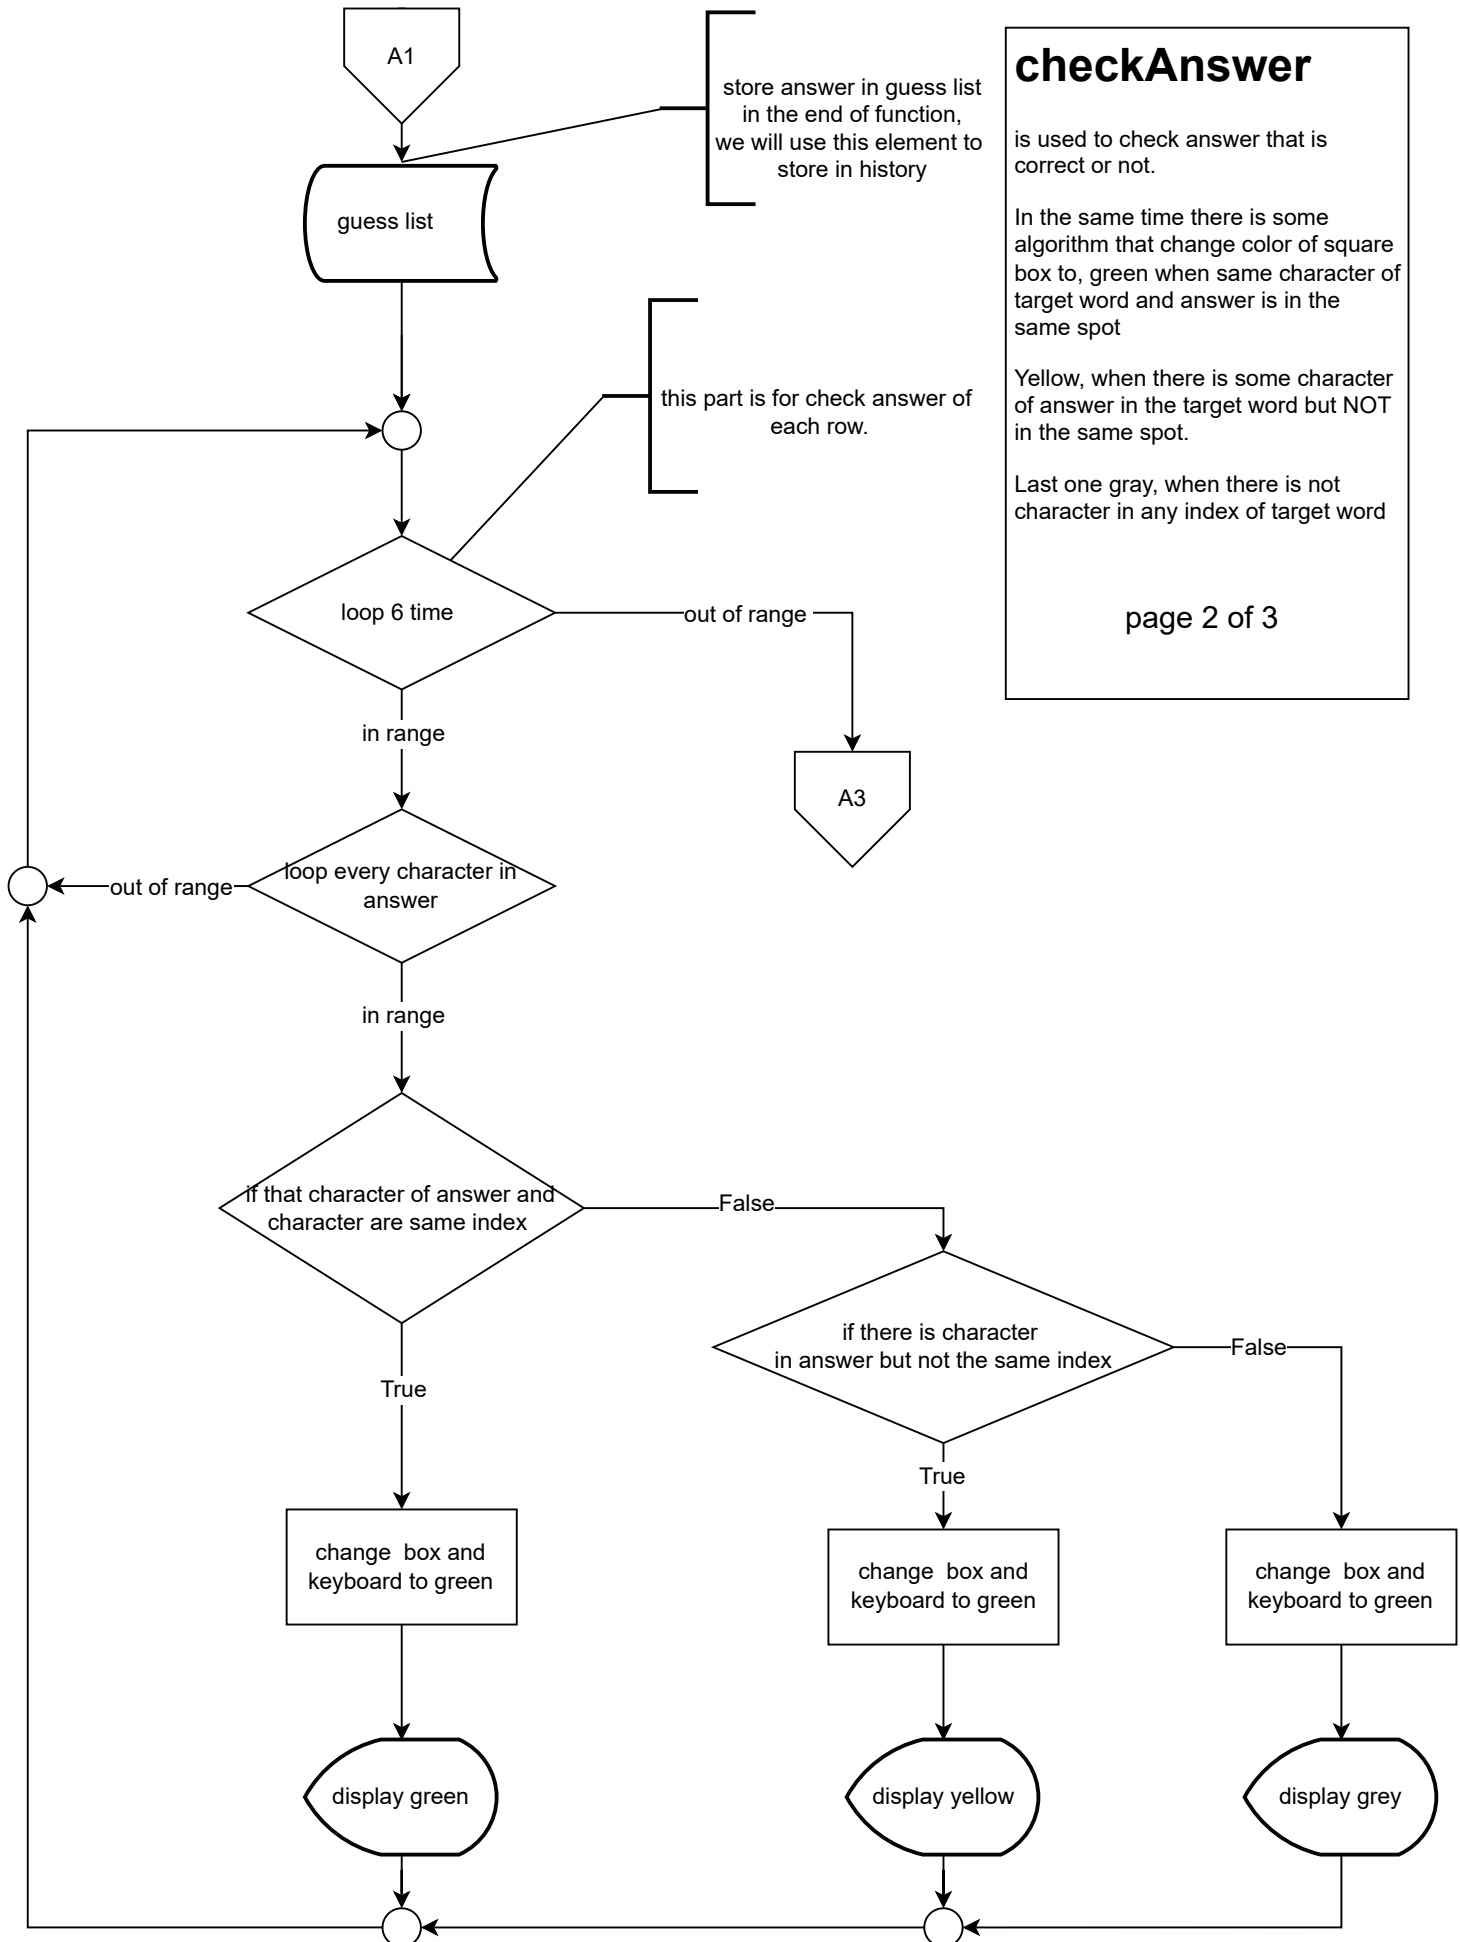 A1
store answer in guess list
in the end of function,
we will use this element to
store in history
checkAnswer
is used to check answer that is
correct or not.
In the same time there is some
algorithm that change color of square
box to, green when same character of
target word and answer is in the
same spot
Yellow, when there is some character
of answer in the target word but NOT
in the same spot.
Last one gray, when there is not
character in any index of target word
page 2 of 3
guess list
this part is for check answer of
each row.
loop 6 time
out of range
in range
A3
loop every character in
answer
out of range
in range
if that character of answer and
character are same index
False
if there is character
in answer but not the same index
False
True
True
change  box and
keyboard to green
change  box and
keyboard to green
change  box and
keyboard to green
display green
display yellow
display grey